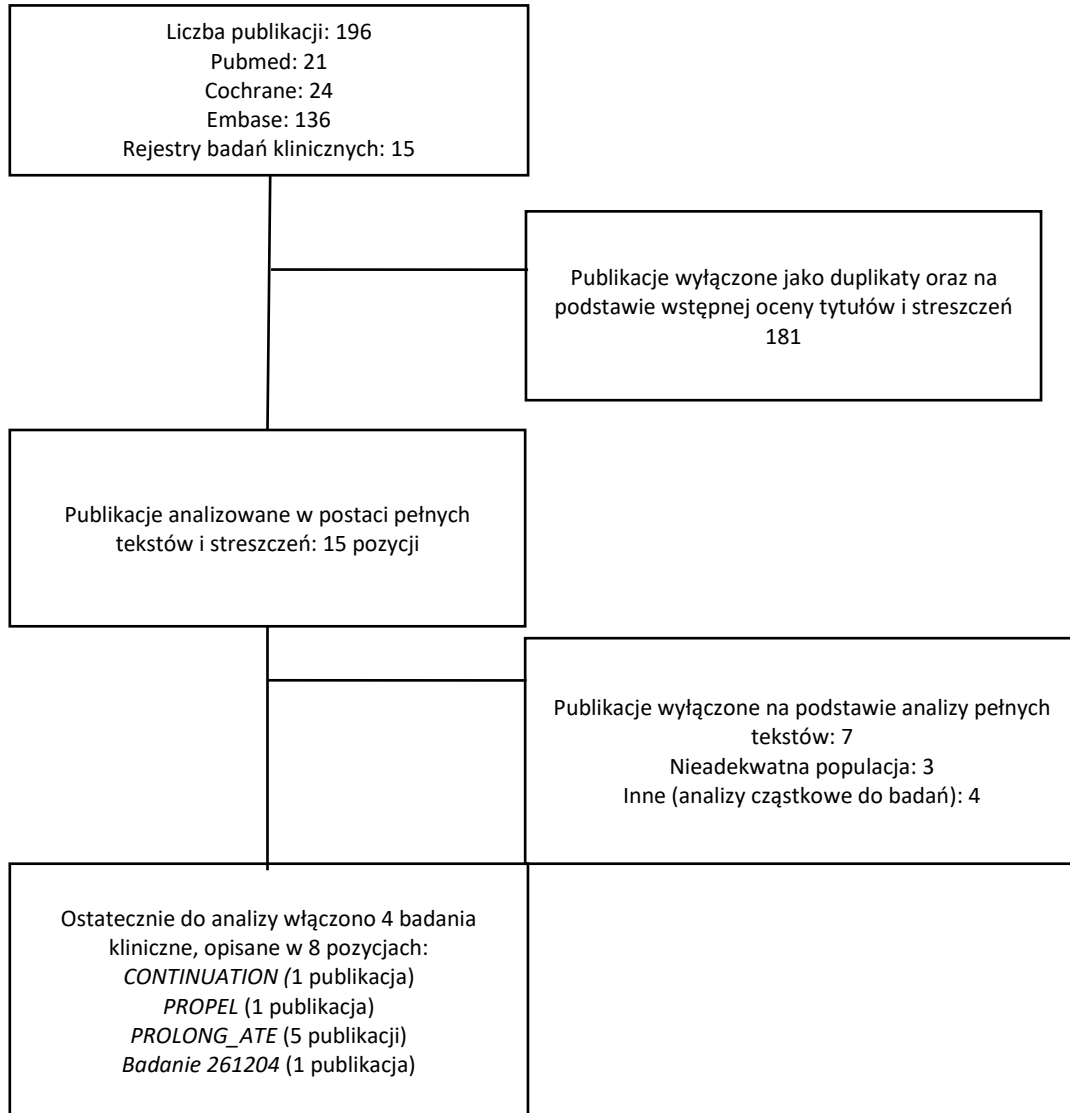 Liczba publikacji: 196
Pubmed: 21
Cochrane: 24
Embase: 136
Rejestry badań klinicznych: 15
Publikacje wyłączone jako duplikaty oraz na
podstawie wstępnej oceny tytułów i streszczeń
181
Publikacje analizowane w postaci pełnych
tekstów i streszczeń: 15 pozycji
Publikacje wyłączone na podstawie analizy pełnych
tekstów: 7
Nieadekwatna populacja: 3
Inne (analizy cząstkowe do badań): 4
Ostatecznie do analizy włączono 4 badania
kliniczne, opisane w 8 pozycjach:
CONTINUATION (1 publikacja)
PROPEL (1 publikacja)
PROLONG_ATE (5 publikacji)
Badanie 261204 (1 publikacja)